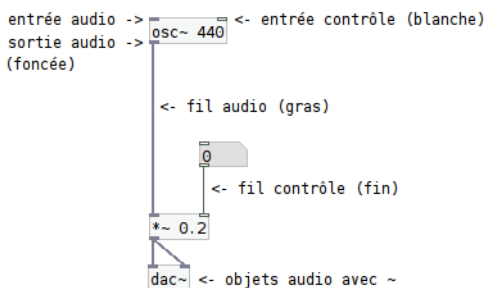 entrée audio -> osc~ 440 <- entrée contrôle (blanche)
sortie audio ->
(foncée)
<- fil audio (gras)
0
<- fil contrôle (fin)
*~ 0.2
dac~ <- objets audio avec ~